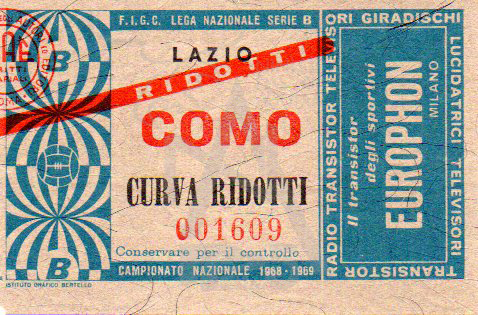 F.I.G.C. LEGA NAZIONALE SERIE B
B
LAZIO
RIDOTTI
COMO
CURVA RIDOTTI
001609
Conservare per il controllo
CAMPIONATO NAZIONALE 1968-1969
B
ISTITUTO GRAFICO BERTELLO
RADIO TRANSISTOR TELEVISORI GIRADISCHI
LUCIDATRICI TELEVISORI
TRANSISTOR
Il transistor
degli sportivi
EUROPHON
MILANO